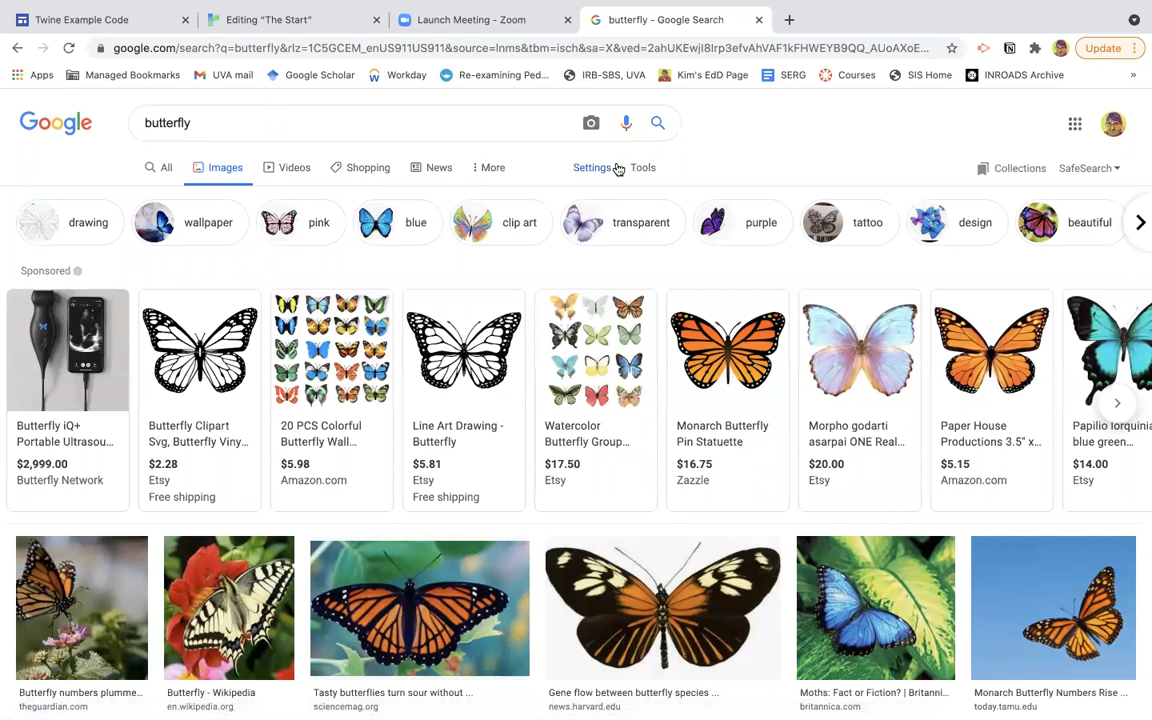 Twine Example Code
Editing “The Start”
Launch Meeting - Zoom
butterfly - Google Search
google.com/search?q=butterfly&rlz=1C5GCEM_enUS911US911&source=lnms&tbm=isch&sa=X&ved=2ahUKEwjI8Irp3efvAhVAF1kFHWEYB9QQ_AUoAXoE...
Update
Apps
Managed Bookmarks
UVA mail
Google Scholar
Workday
Re-examining Ped...
IRB-SBS, UVA
Kim's EdD Page
SERG
Courses
SIS Home
INROADS Archive
»
Google
butterfly
All
Images
Videos
Shopping
News
More
Settings
Tools
Collections
SafeSearch
drawing
wallpaper
pink
blue
clip art
transparent
purple
tattoo
design
beautiful
Sponsored
Butterfly iQ+
Portable Ultrasou...
$2,999.00
Butterfly Network
Butterfly Clipart
Svg, Butterfly Viny...
$2.28
Etsy
Free shipping
20 PCS Colorful
Butterfly Wall...
$5.98
Amazon.com
Line Art Drawing -
Butterfly
$5.81
Etsy
Free shipping
Watercolor
Butterfly Group...
$17.50
Etsy
Monarch Butterfly
Pin Statuette
$16.75
Zazzle
Morpho godarti
asarpai ONE Real...
$20.00
Etsy
Paper House
Productions 3.5" x...
$5.15
Amazon.com
Papilio lorquinia
blue green...
$14.00
Etsy
Butterfly numbers plumme...
theguardian.com
Butterfly - Wikipedia
en.wikipedia.org
Tasty butterflies turn sour without ...
sciencemag.org
Gene flow between butterfly species ...
news.harvard.edu
Moths: Fact or Fiction? | Britanni...
britannica.com
Monarch Butterfly Numbers Rise ...
today.tamu.edu